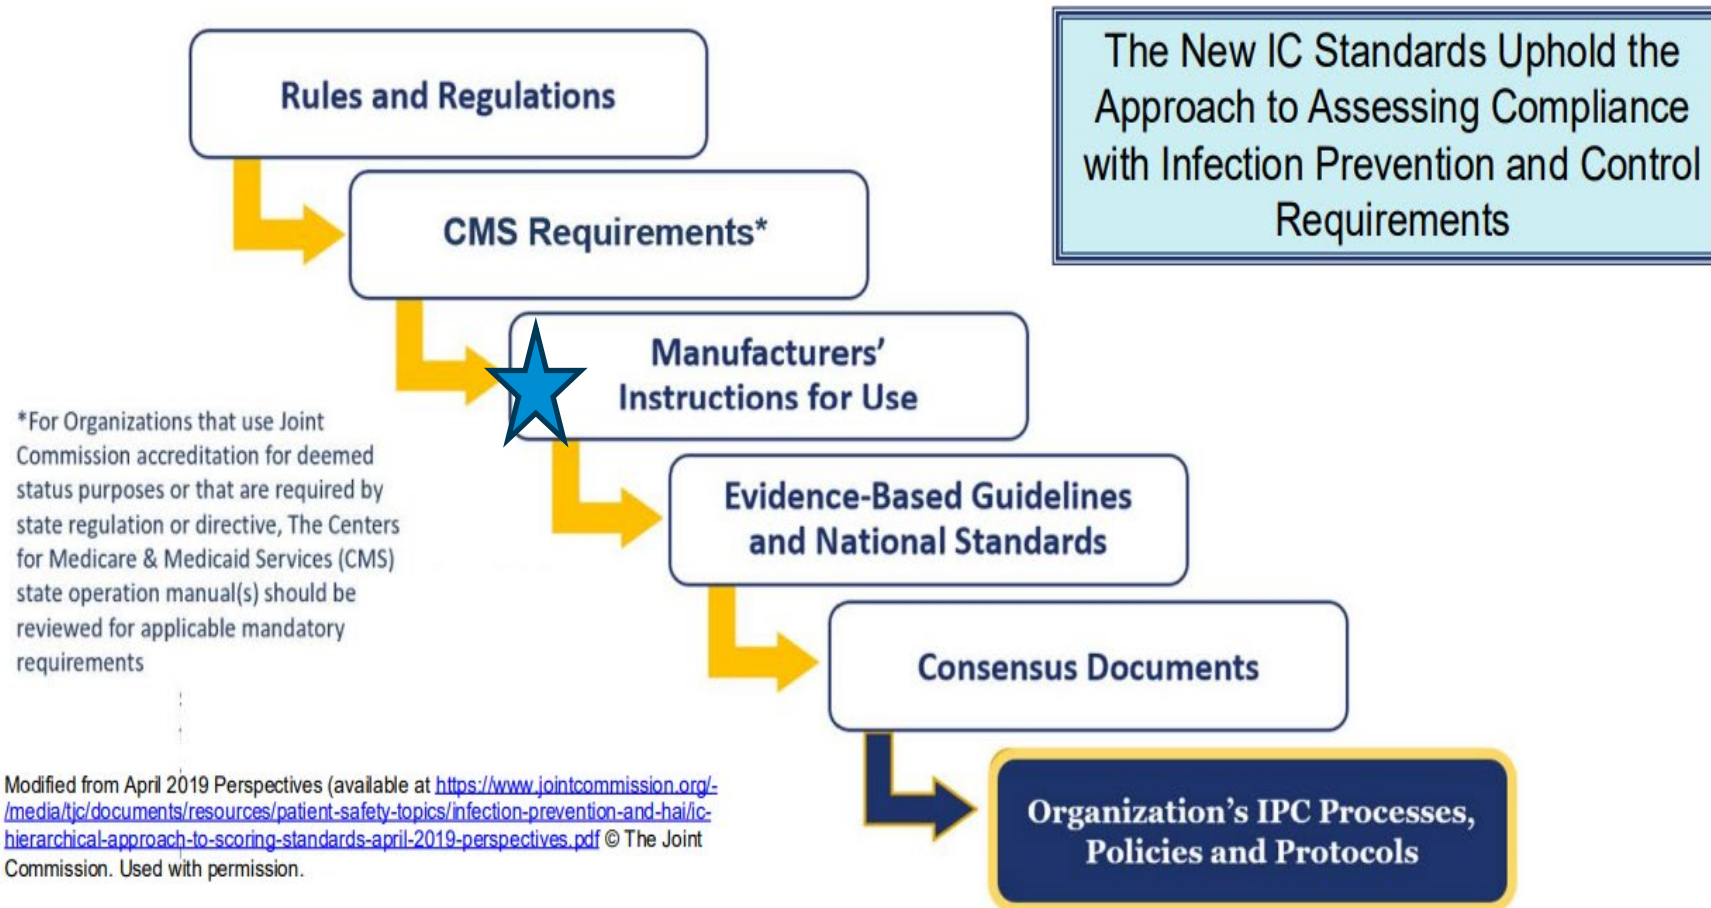 The New IC Standards Uphold the
Approach to Assessing Compliance
with Infection Prevention and Control
Requirements
Rules and Regulations
CMS Requirements*
Manufacturers’
Instructions for Use
Evidence-Based Guidelines
and National Standards
Consensus Documents
Organization’s IPC Processes,
Policies and Protocols
*For Organizations that use Joint
Commission accreditation for deemed
status purposes or that are required by
state regulation or directive, The Centers
for Medicare & Medicaid Services (CMS)
state operation manual(s) should be
reviewed for applicable mandatory
requirements
Modified from April 2019 Perspectives (available at https://www.jointcommission.org/-
/media/tjc/documents/resources/patient-safety-topics/infection-prevention-and-hai/ic-
hierarchical-approach-to-scoring-standards-april-2019-perspectives.pdf © The Joint
Commission. Used with permission.